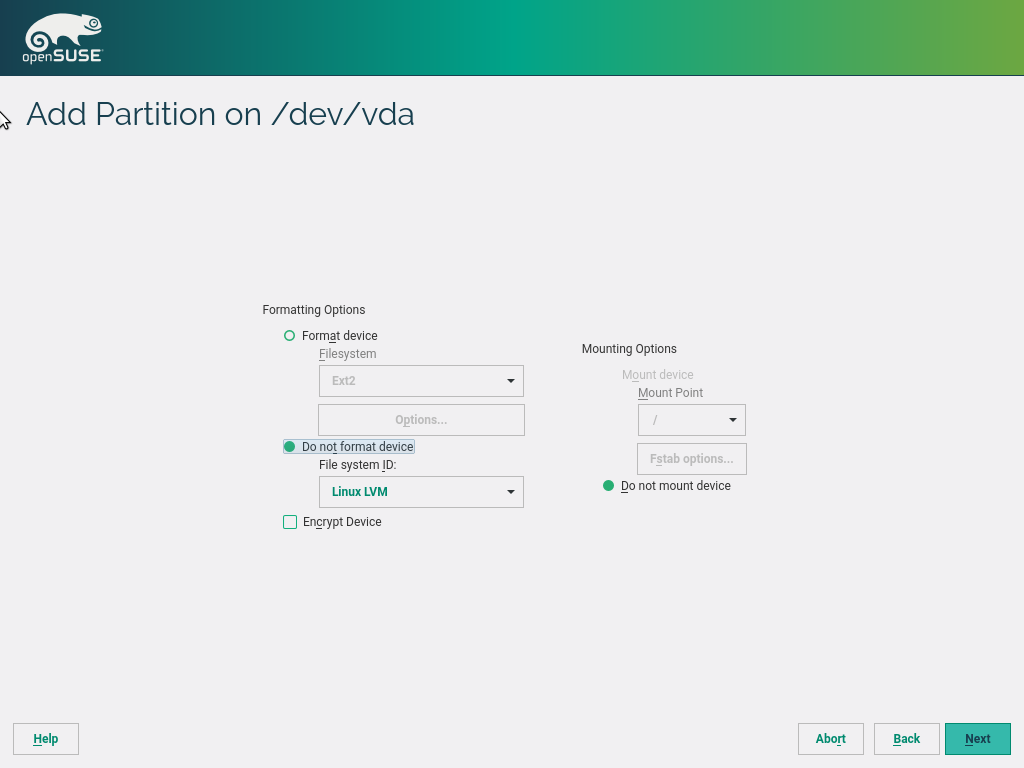 openSUSE
Add Partition on /dev/vda
Formatting Options
Format device
Filesystem
Ext2
Options...
Do not format device
File system ID:
Linux LVM
Encrypt Device
Mounting Options
Mount device
Mount Point
/
Fstab options...
Do not mount device
Help
Abort
Back
Next